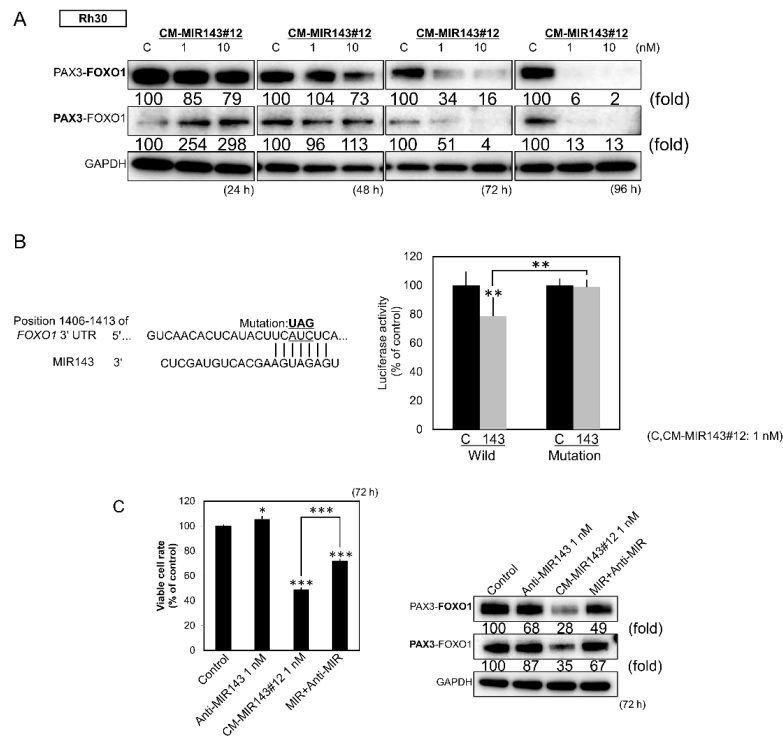 A
Rh30
CM-MIR143#12 CM-MIR143#12 CM-MIR143#12 CM-MIR143#12
C 1 10 C 1 10 C 1 10 C 1 10 (nM)
PAX3-FOXO1
100 85 79 100 104 73 100 34 16 100 6 2 (fold)
PAX3-FOXO1
100 254 298 100 96 113 100 51 4 100 13 13 (fold)
GAPDH
(24 h) (48 h) (72 h) (96 h)
B
Mutation:UAG
Position 1406-1413 of
FOXO1 3' UTR 5'... GUCAACACUCAUACUUCAUCUCA...
MIR143 3' CUCGAUGUCACGAAGUAGAGU
Luciferase activity
(% of control)
120
100
80
60
40
20
0
**
**
C 143 C 143
Wild Mutation
(C,CM-MIR143#12: 1 nM)
C
(72 h)
Viable cell rate
(% of control)
120
100
80
60
40
20
0
*
***
***
***
Control
Anti-MIR143 1 nM
CM-MIR143#12 1 nM
MIR+Anti-MIR
Control
Anti-MIR143 1 nM
CM-MIR#12 1 nM
MIR+Anti-MIR
PAX3-FOXO1
100 68 28 49 (fold)
PAX3-FOXO1
100 87 35 67 (fold)
GAPDH
(72 h)